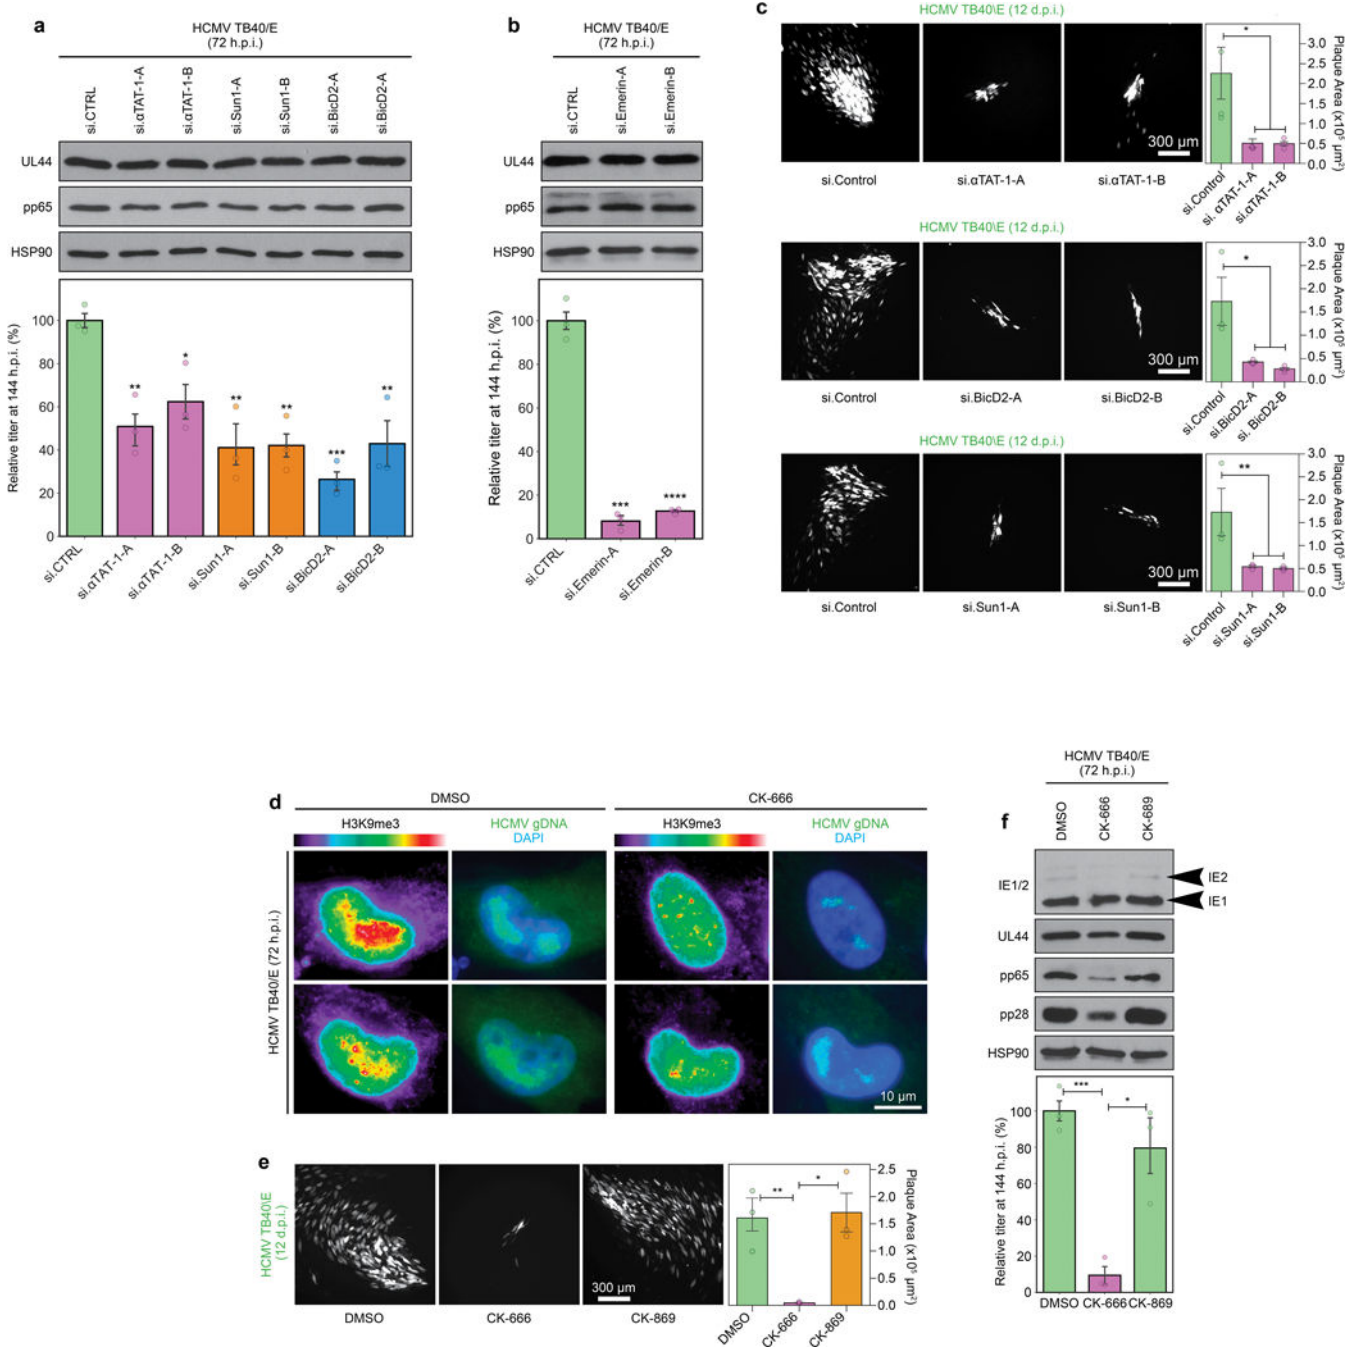 a
HCMV TB40/E
(72 h.p.i.)
si.CTRL
si.αTAT-1-A
si.αTAT-1-B
si.Sun1-A
si.Sun1-B
si.BicD2-A
si.BicD2-A
UL44
pp65
HSP90
Relative titer at 144 h.p.i. (%)
100
80
60
40
20
0
**
*
**
**
***
**
si.CTRL
si.αTAT-1-A
si.αTAT-1-B
si.Sun1-A
si.Sun1-B
si.BicD2-A
si.BicD2-B
b
HCMV TB40/E
(72 h.p.i.)
si.CTRL
si.Emerin-A
si.Emerin-B
UL44
pp65
HSP90
Relative titer at 144 h.p.i. (%)
100
80
60
40
20
0
***
****
si.CTRL
si.Emerin-A
si.Emerin-B
c
HCMV TB40\E (12 d.p.i.)
300 µm
si.Control
si.αTAT-1-A
si.αTAT-1-B
*
3.0
2.5
2.0
1.5
1.0
0.5
0.0
Plaque Area (x10⁵ µm²)
si.Control
si. αTAT-1-A
si.αTAT-1-B
HCMV TB40\E (12 d.p.i.)
300 µm
si.Control
si.BicD2-A
si.BicD2-B
*
3.0
2.5
2.0
1.5
1.0
0.5
0.0
Plaque Area (x10⁵ µm²)
si.Control
si.BicD2-A
si. BicD2-B
HCMV TB40\E (12 d.p.i.)
300 µm
si.Control
si.Sun1-A
si.Sun1-B
**
3.0
2.5
2.0
1.5
1.0
0.5
0.0
Plaque Area (x10⁵ µm²)
si.Control
si.Sun1-A
si.Sun1-B
d
DMSO
CK-666
H3K9me3
HCMV gDNA
DAPI
H3K9me3
HCMV gDNA
DAPI
HCMV TB40/E (72 h.p.i.)
10 µm
e
HCMV TB40\E
(12 d.p.i.)
300 µm
DMSO
CK-666
CK-869
**
*
2.5
2.0
1.5
1.0
0.5
0.0
Plaque Area (x10⁵ µm²)
DMSO
CK-666
CK-869
f
HCMV TB40/E
(72 h.p.i.)
DMSO
CK-666
CK-689
IE1/2
IE2
IE1
UL44
pp65
pp28
HSP90
Relative titer at 144 h.p.i. (%)
100
80
60
40
20
0
***
*
DMSO
CK-666
CK-869